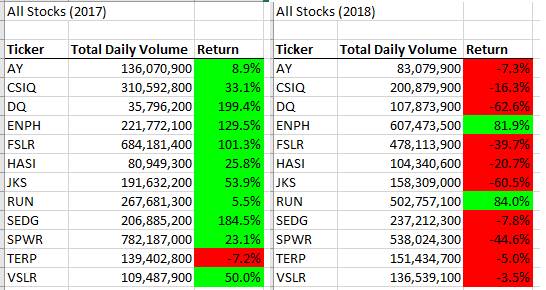 All Stocks (2017)
Ticker Total Daily Volume Return
AY 136,070,900 8.9%
CSIQ 310,592,800 33.1%
DQ 35,796,200 199.4%
ENPH 221,772,100 129.5%
FSLR 684,181,400 101.3%
HASI 80,949,300 25.8%
JKS 191,632,200 53.9%
RUN 267,681,300 5.5%
SEDG 206,885,200 184.5%
SPWR 782,187,000 23.1%
TERP 139,402,800 -7.2%
VSLR 109,487,900 50.0%
All Stocks (2018)
Ticker Total Daily Volume Return
AY 83,079,900 -7.3%
CSIQ 200,879,900 -16.3%
DQ 107,873,900 -62.6%
ENPH 607,473,500 81.9%
FSLR 478,113,900 -39.7%
HASI 104,340,600 -20.7%
JKS 158,309,000 -60.5%
RUN 502,757,100 84.0%
SEDG 237,212,300 -7.8%
SPWR 538,024,300 -44.6%
TERP 151,434,700 -5.0%
VSLR 136,539,100 -3.5%